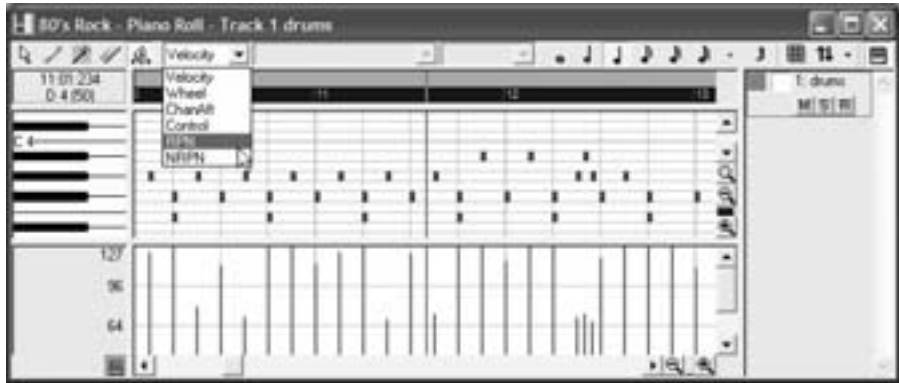 80's Rock - Piano Roll - Track 1 drums
Velocity
11:01:234
D 4 (50)
Velocity
Wheel
ChanAft
Control
RPN
NRPN
11
12
13
1: drums
M S R
C 4
127
96
64